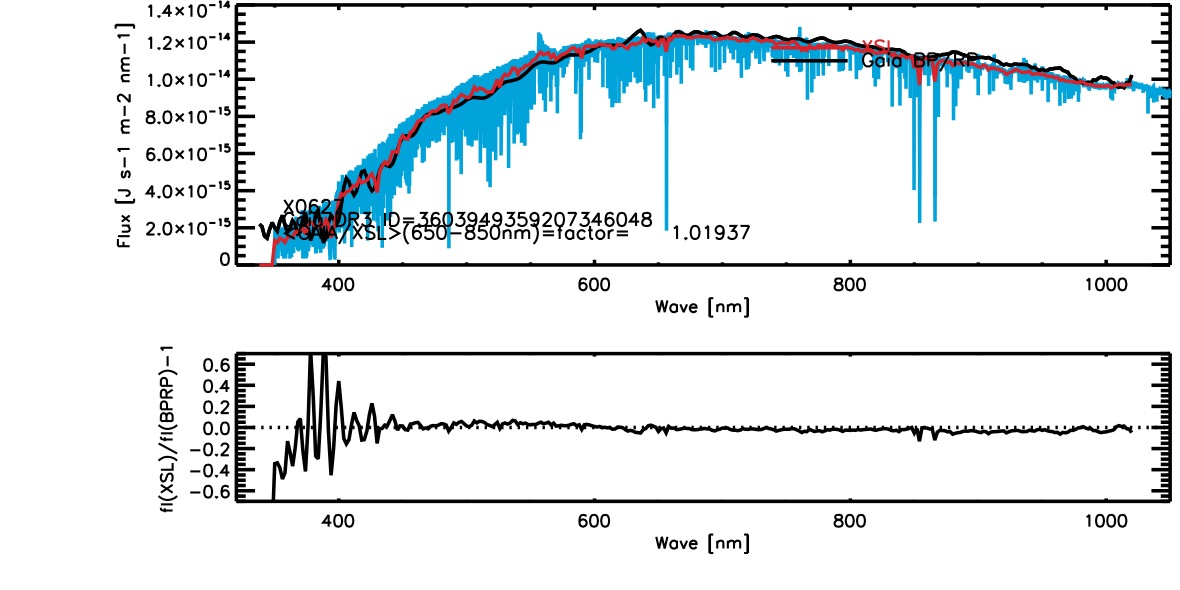 1.4×10−14
1.2×10−14
1.0×10−14
8.0×10−15
6.0×10−15
4.0×10−15
2.0×10−15
0
Flux [J s−1 m−2 nm−1]
XSL
Gaia BP/RP
X0627
GaiaDR3 ID=3603949359207346048
<GAIA/XSL>(650−850nm)=factor= 1.01937
400 600 800 1000
Wave [nm]
0.6
0.4
0.2
0.0
−0.2
−0.4
−0.6
fl(XSL)/fl(BPRP)−1
400 600 800 1000
Wave [nm]